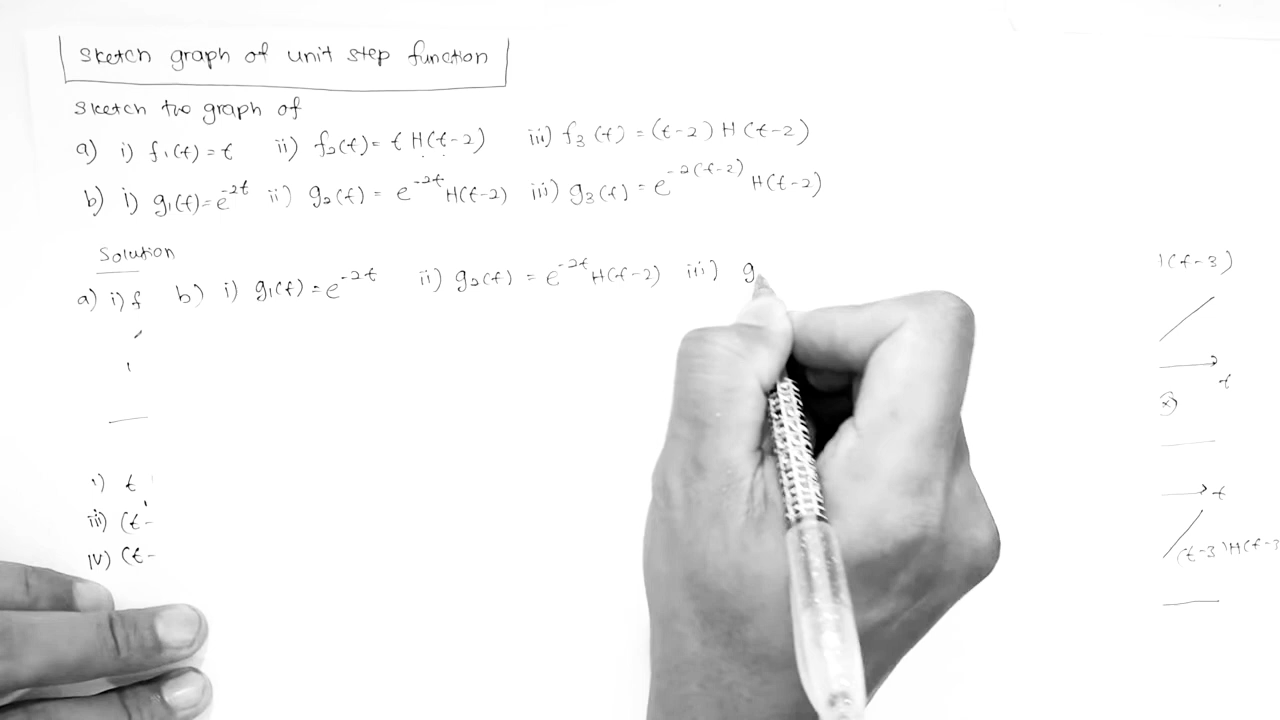 Sketch graph of unit step function
Sketch the graph of
a) i) f₁(t)=t ii) f₂(t)= t H(t-2) iii) f₃(t)=(t-2) H(t-2)
b) i) g₁(t)=e^-2t ii) g₂(t) = e^-2t H(t-2) iii) g₃(t) = e^-2(t-2) H(t-2)
Solution
a) i) f
b) i) g₁(t)=e^-2t ii) g₂(t) = e^-2t H(t-2) iii) g
(t-3)
t
t
t
iii) (t-
iv) (t-
(t-3)H(t-3